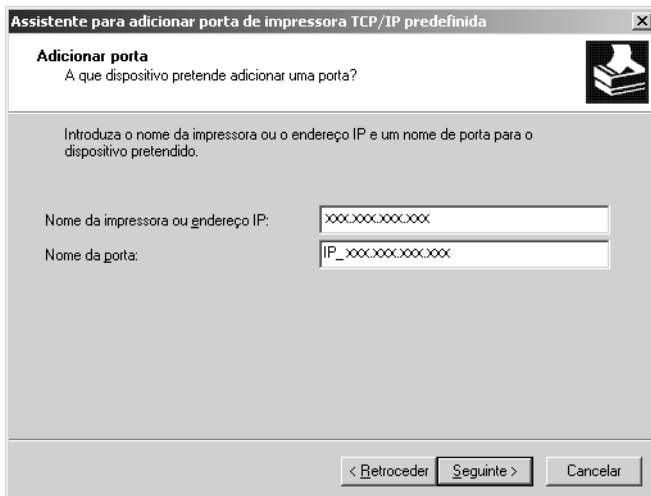 Assistente para adicionar porta de impressora TCP/IP predefinida
Adicionar porta
A que dispositivo pretende adicionar uma porta?
Introduza o nome da impressora ou o endereço IP e um nome de porta para o
dispositivo pretendido.
Nome da impressora ou endereço IP: xxx.xxx.xxx.xxx
Nome da porta: IP_xxx.xxx.xxx.xxx
< Retroceder Seguinte > Cancelar